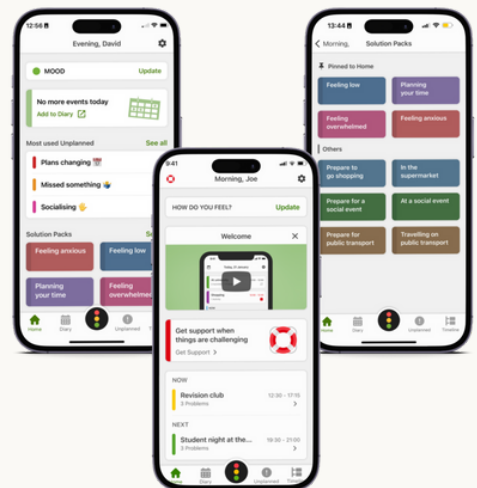 12:56
Evening, David
MOOD
Update
No more events today
Add to Diary
Most used Unplanned
See all
Plans changing
Missed something
Socialising
Solution Packs
Feeling anxious
Feeling low
Planning
your time
Feeling
overwhelmed
Home
Diary
Unplanned
9:41
Morning, Joe
HOW DO YOU FEEL?
Update
Welcome
Get support when
things are challenging
Get Support
NOW
Revision club
12:30 - 17:15
3 Problems
NEXT
Student night at the...
19:30 - 21:00
3 Problems
Home
Diary
Unplanned
Timeline
13:44
Morning,
Solution Packs
Pinned to Home
Feeling low
Planning
your time
Feeling
overwhelmed
Feeling anxious
Others
Prepare to
go shopping
In the
supermarket
Prepare for a
social event
At a social event
Prepare for
public transport
Travelling on
public transport
Home
Diary
Unplanned
Timeline